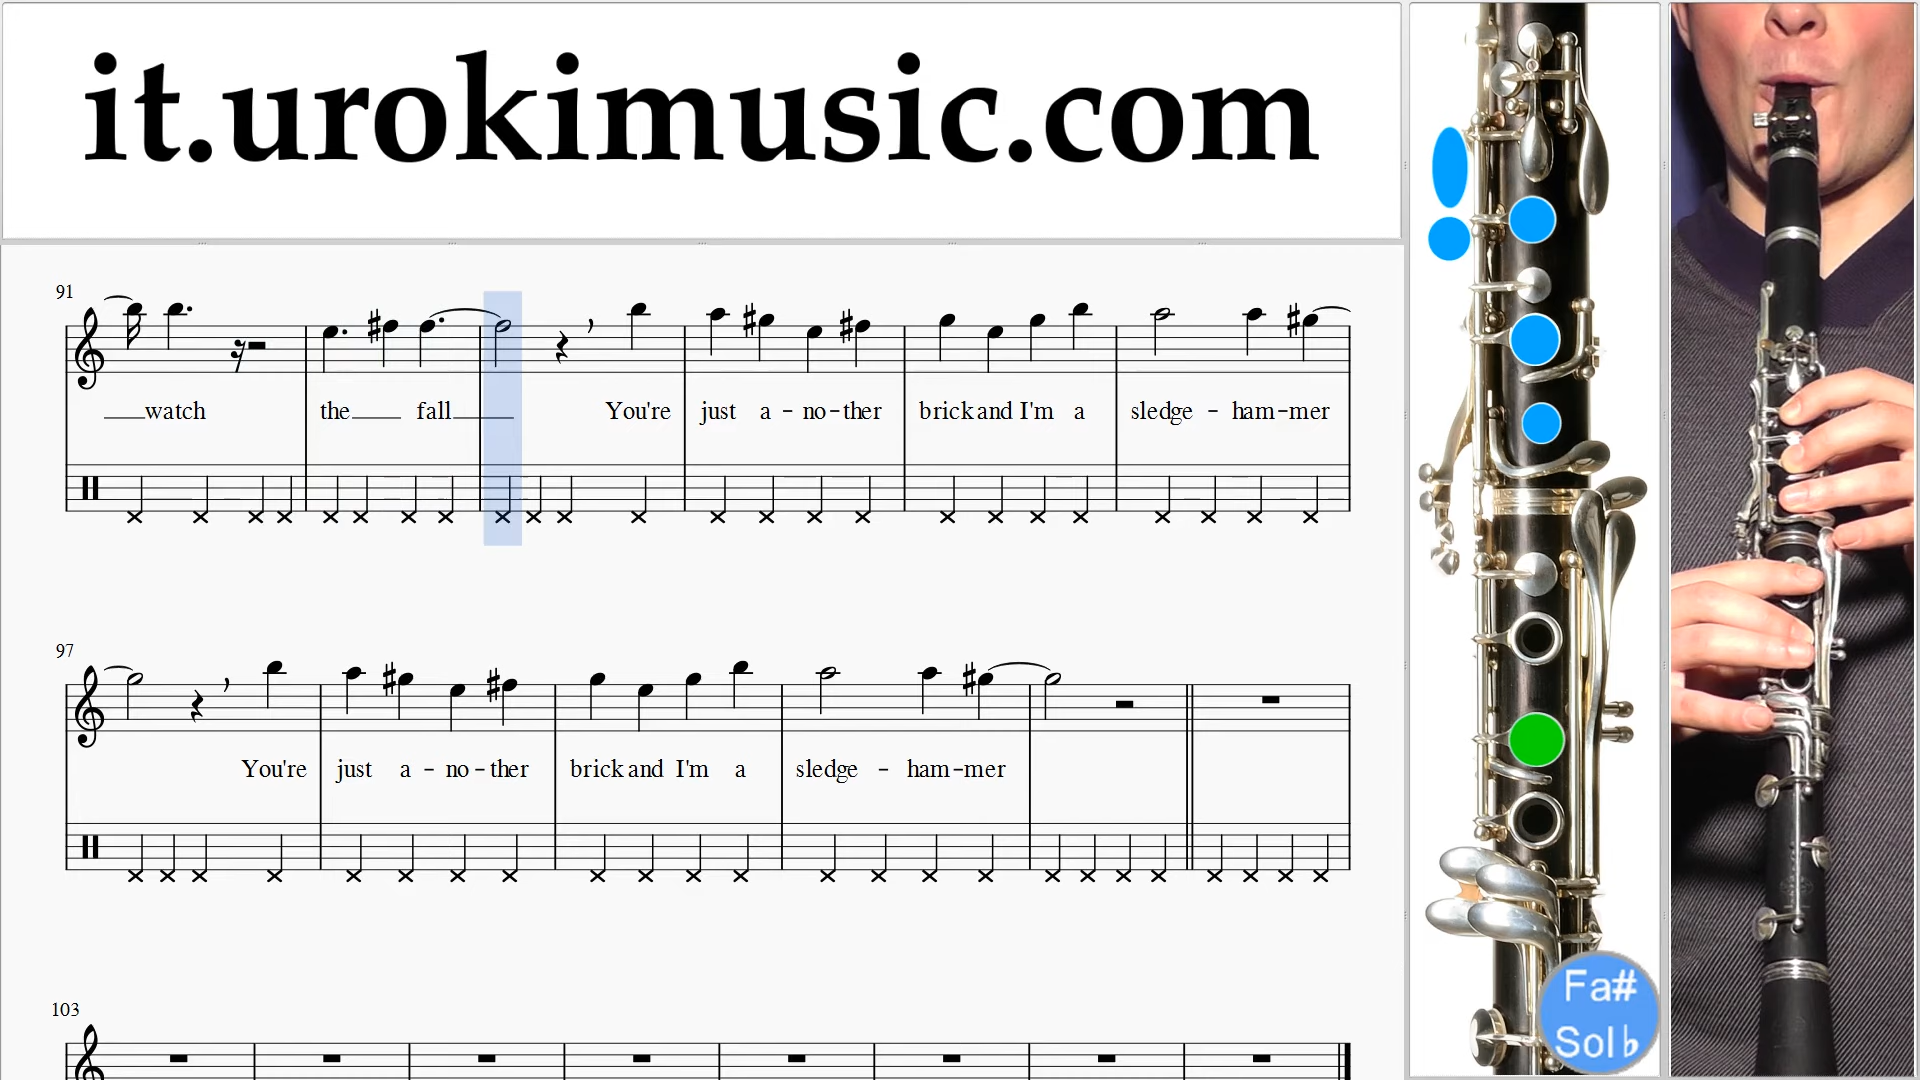 it.urokimusic.com
91
watch the fall You're just a - no - ther brick and I'm a sledge - ham - mer
97
You're just a - no - ther brick and I'm a sledge - ham - mer
103
Fa#
Sol♭